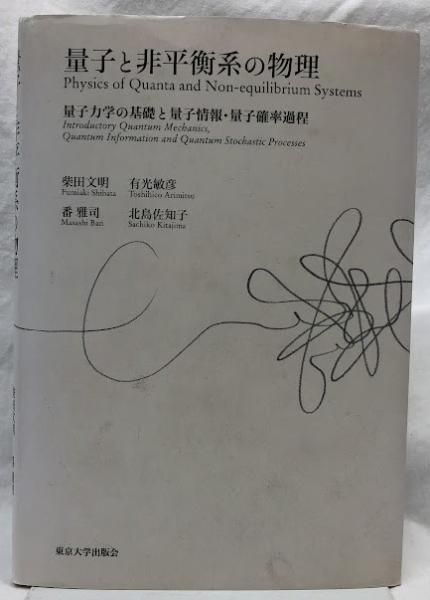 量子と非平衡系の物理
Physics of Quanta and Non-equilibrium Systems
量子力学の基礎と量子情報・量子確率過程
Introductory Quantum Mechanics,
Quantum Information and Quantum Stochastic Processes
柴田文明 有光敏彦
Fumiaki Shibata Toshihico Arimitsu
番 雅司 北島佐知子
Masashi Ban Sachiko Kitajima
東京大学出版会